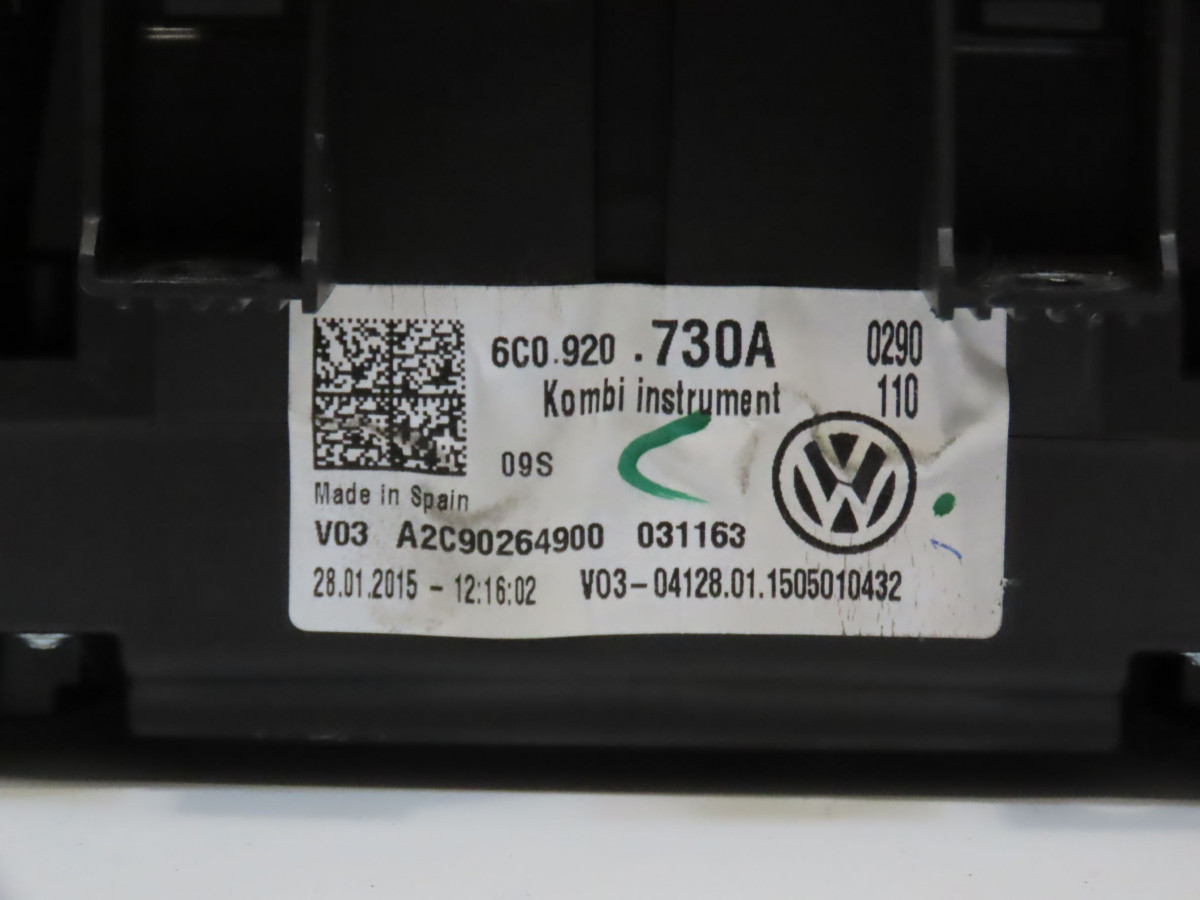 6C0.920 .730A 0290
Kombi instrument 110
09S
Made in Spain
V03 A2C90264900 031163
28.01.2015 - 12:16:02 V03-04128.01.1505010432